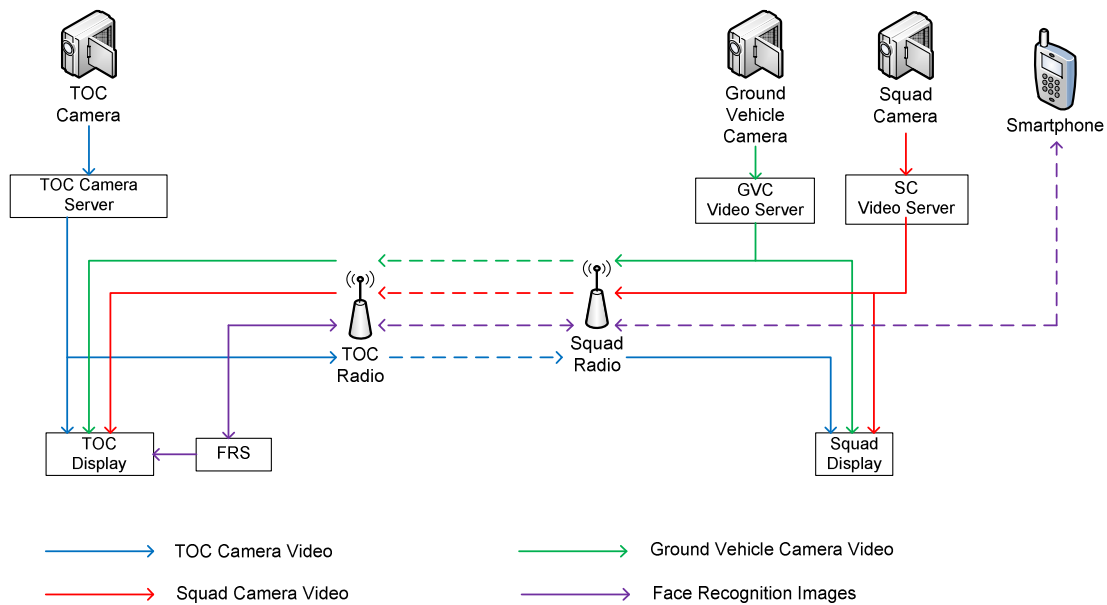 TOC
Camera
Ground
Vehicle
Camera
Squad
Camera
Smartphone
TOC Camera
Server
GVC
Video Server
SC
Video Server
TOC
Radio
Squad
Radio
TOC
Display
FRS
Squad
Display
TOC Camera Video
Ground Vehicle Camera Video
Squad Camera Video
Face Recognition Images